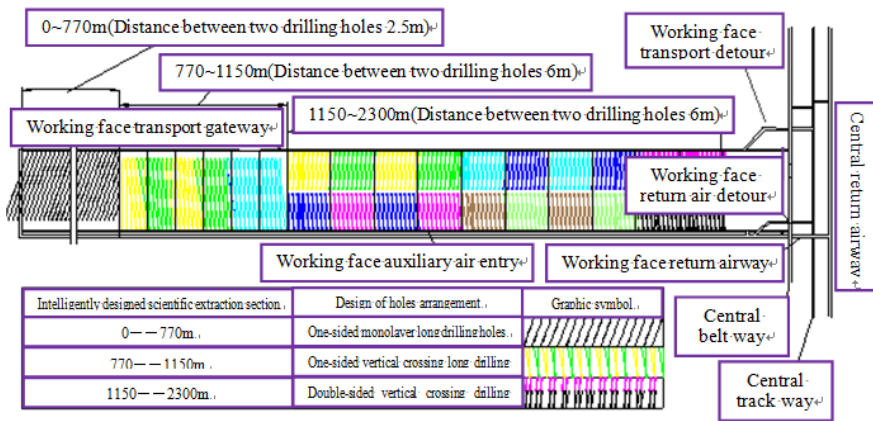 0~770m(Distance between two drilling holes 2.5m)
770~1150m(Distance between two drilling holes 6m)
1150~2300m(Distance between two drilling holes 6m)
Working face transport gateway
Working face
transport detour
Central return airway
Working face
return air detour
Working face auxiliary air entry
Working face return airway
Central
belt way
Central
track way
Intelligently designed scientific extraction section.
Design of holes arrangement.
Graphic symbol.
0——770m.
One-sided monolaver long drilling holes.
770——1150m.
One-sided vertical crossing long drilling
1150——2300m.
Double-sided vertical crossing drilling